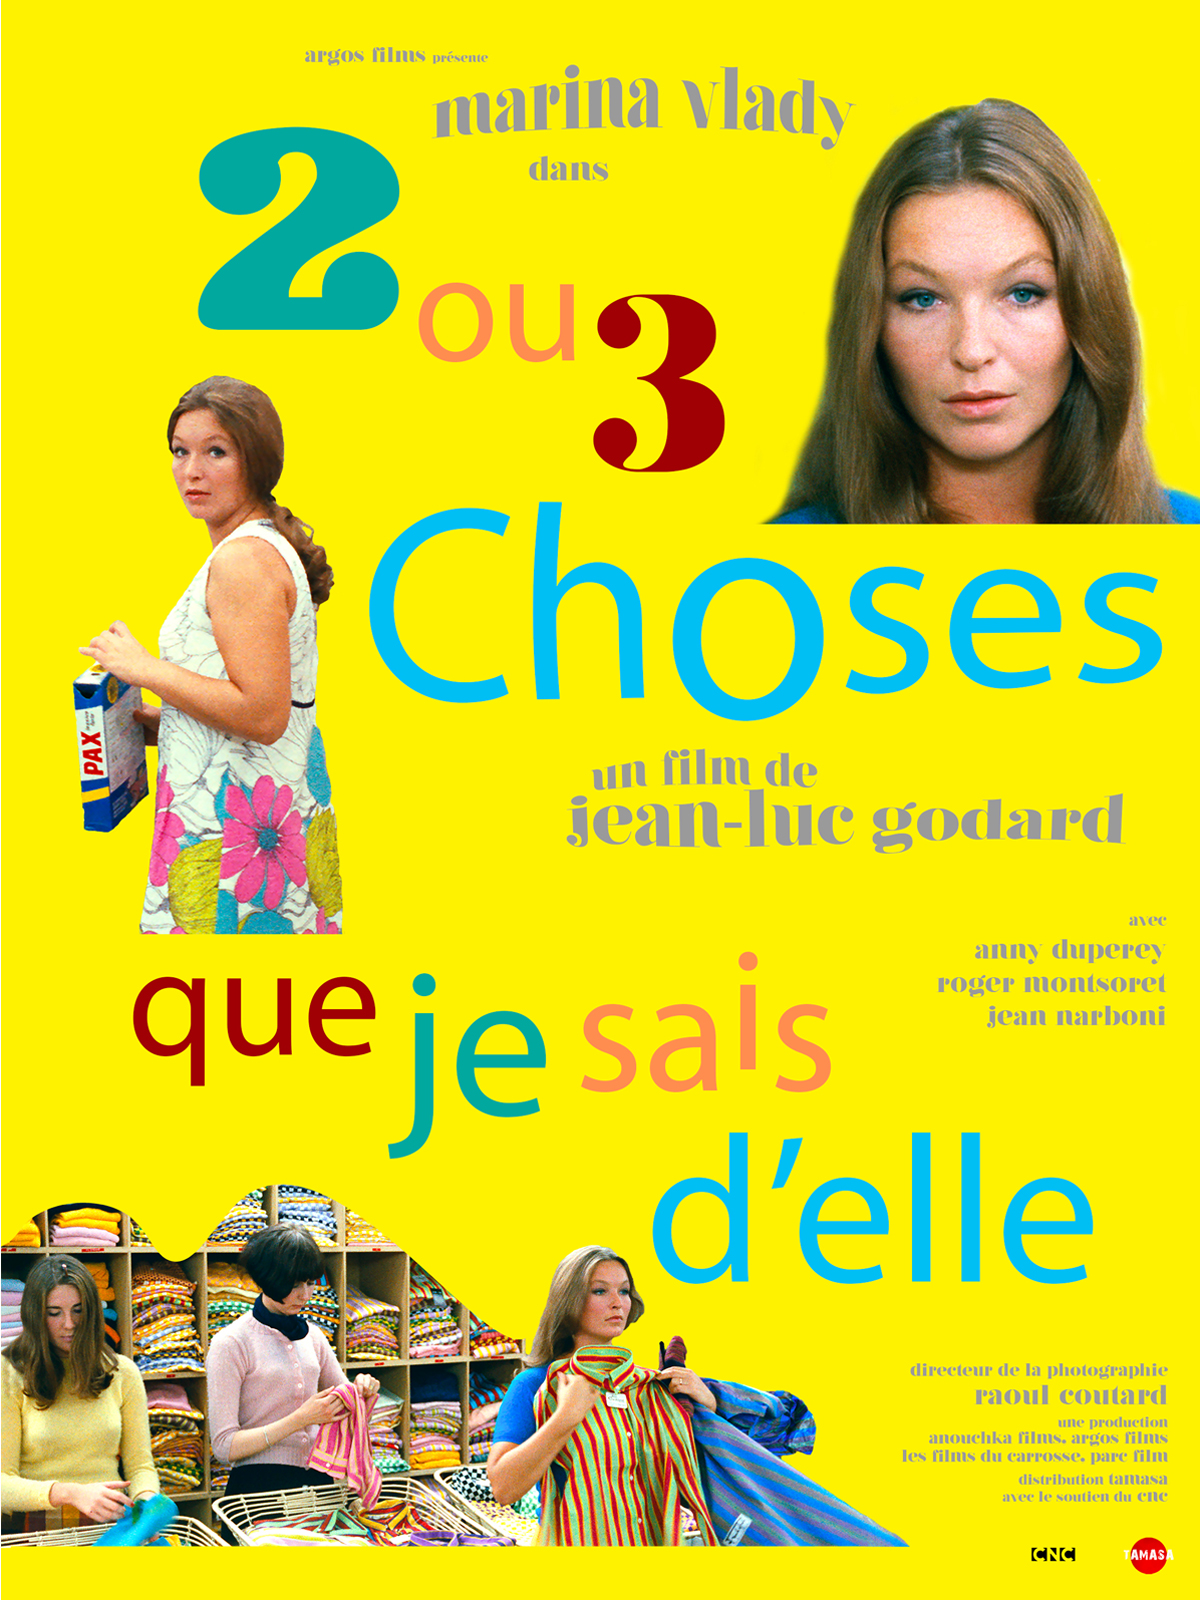 argos films présente
marina vlady
dans
2 ou 3
Choses
un film de
jean-luc godard
PAX
avec
anny duperey
roger montsoret
jean narboni
que je sais
d'elle
directeur de la photographie
raoul coutard
une production
anouchka films, argos films
les films du carrosse, parc film
distribution tamasa
avec le soutien du cnc
CNC
TAMASA